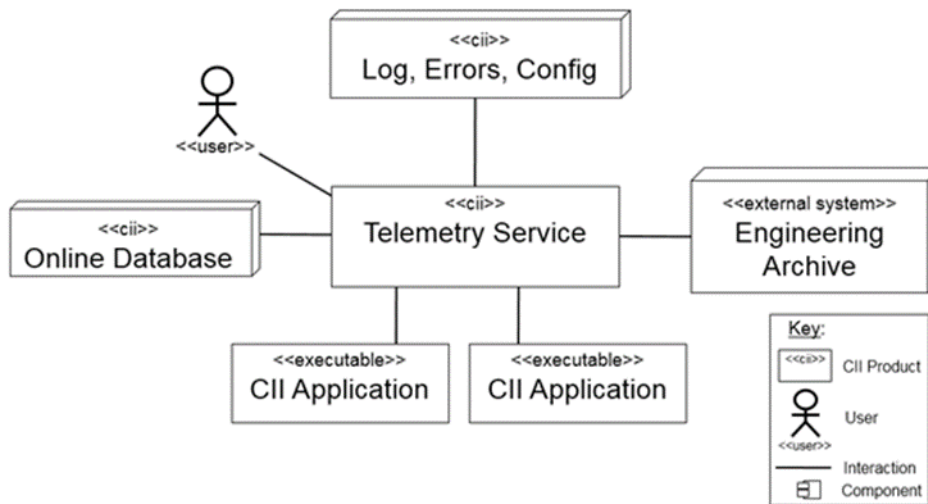 <<cii>>
Log, Errors, Config
<<user>>
<<cii>>
Telemetry Service
<<cii>>
Online Database
<<external system>>
Engineering
Archive
<<executable>>
CII Application
<<executable>>
CII Application
Key:
<<cii>>
CII Product
User
<<user>>
Interaction
Component